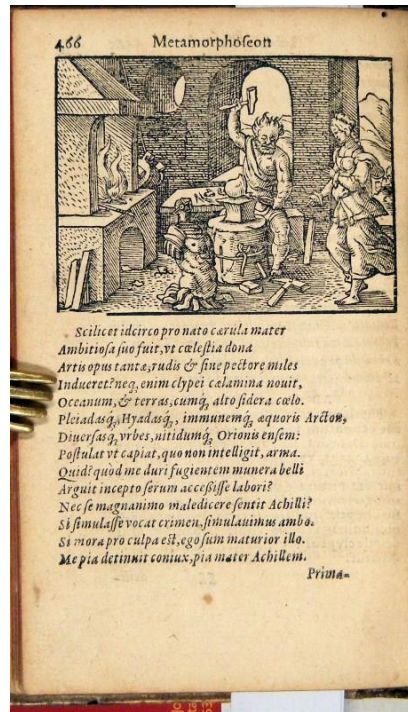 466 Metamorphoseon
Scilicet idcirco pro nato cærula mater
Ambitiosa suo fuit, vt cœlestia dona
Artis opus tantæ, rudis & sine pectore miles
Indueret? neq; enim clypei cælamina nouit,
Oceanum, & terras, cumq́; alto sidera cœlo.
Pleiadasq́; Hyadasq́;, immunemq́; æquoris Arcton,
Diuersasq́; vrbes, nitidumq́; Orionis ensem:
Postulat vt capiat, quæ non intelligit, arma.
Quid? quòd me duri fugientem munera belli
Arguit incepto serum accessisse labori?
Nec se magnanimo maledicere sentit Achilli?
Si simulasse vocat crimen, simulauimus ambo.
Si mora pro culpa est, ego sum maturior illo.
Me pia detinuit coniux, pia mater Achillem.
Prima-